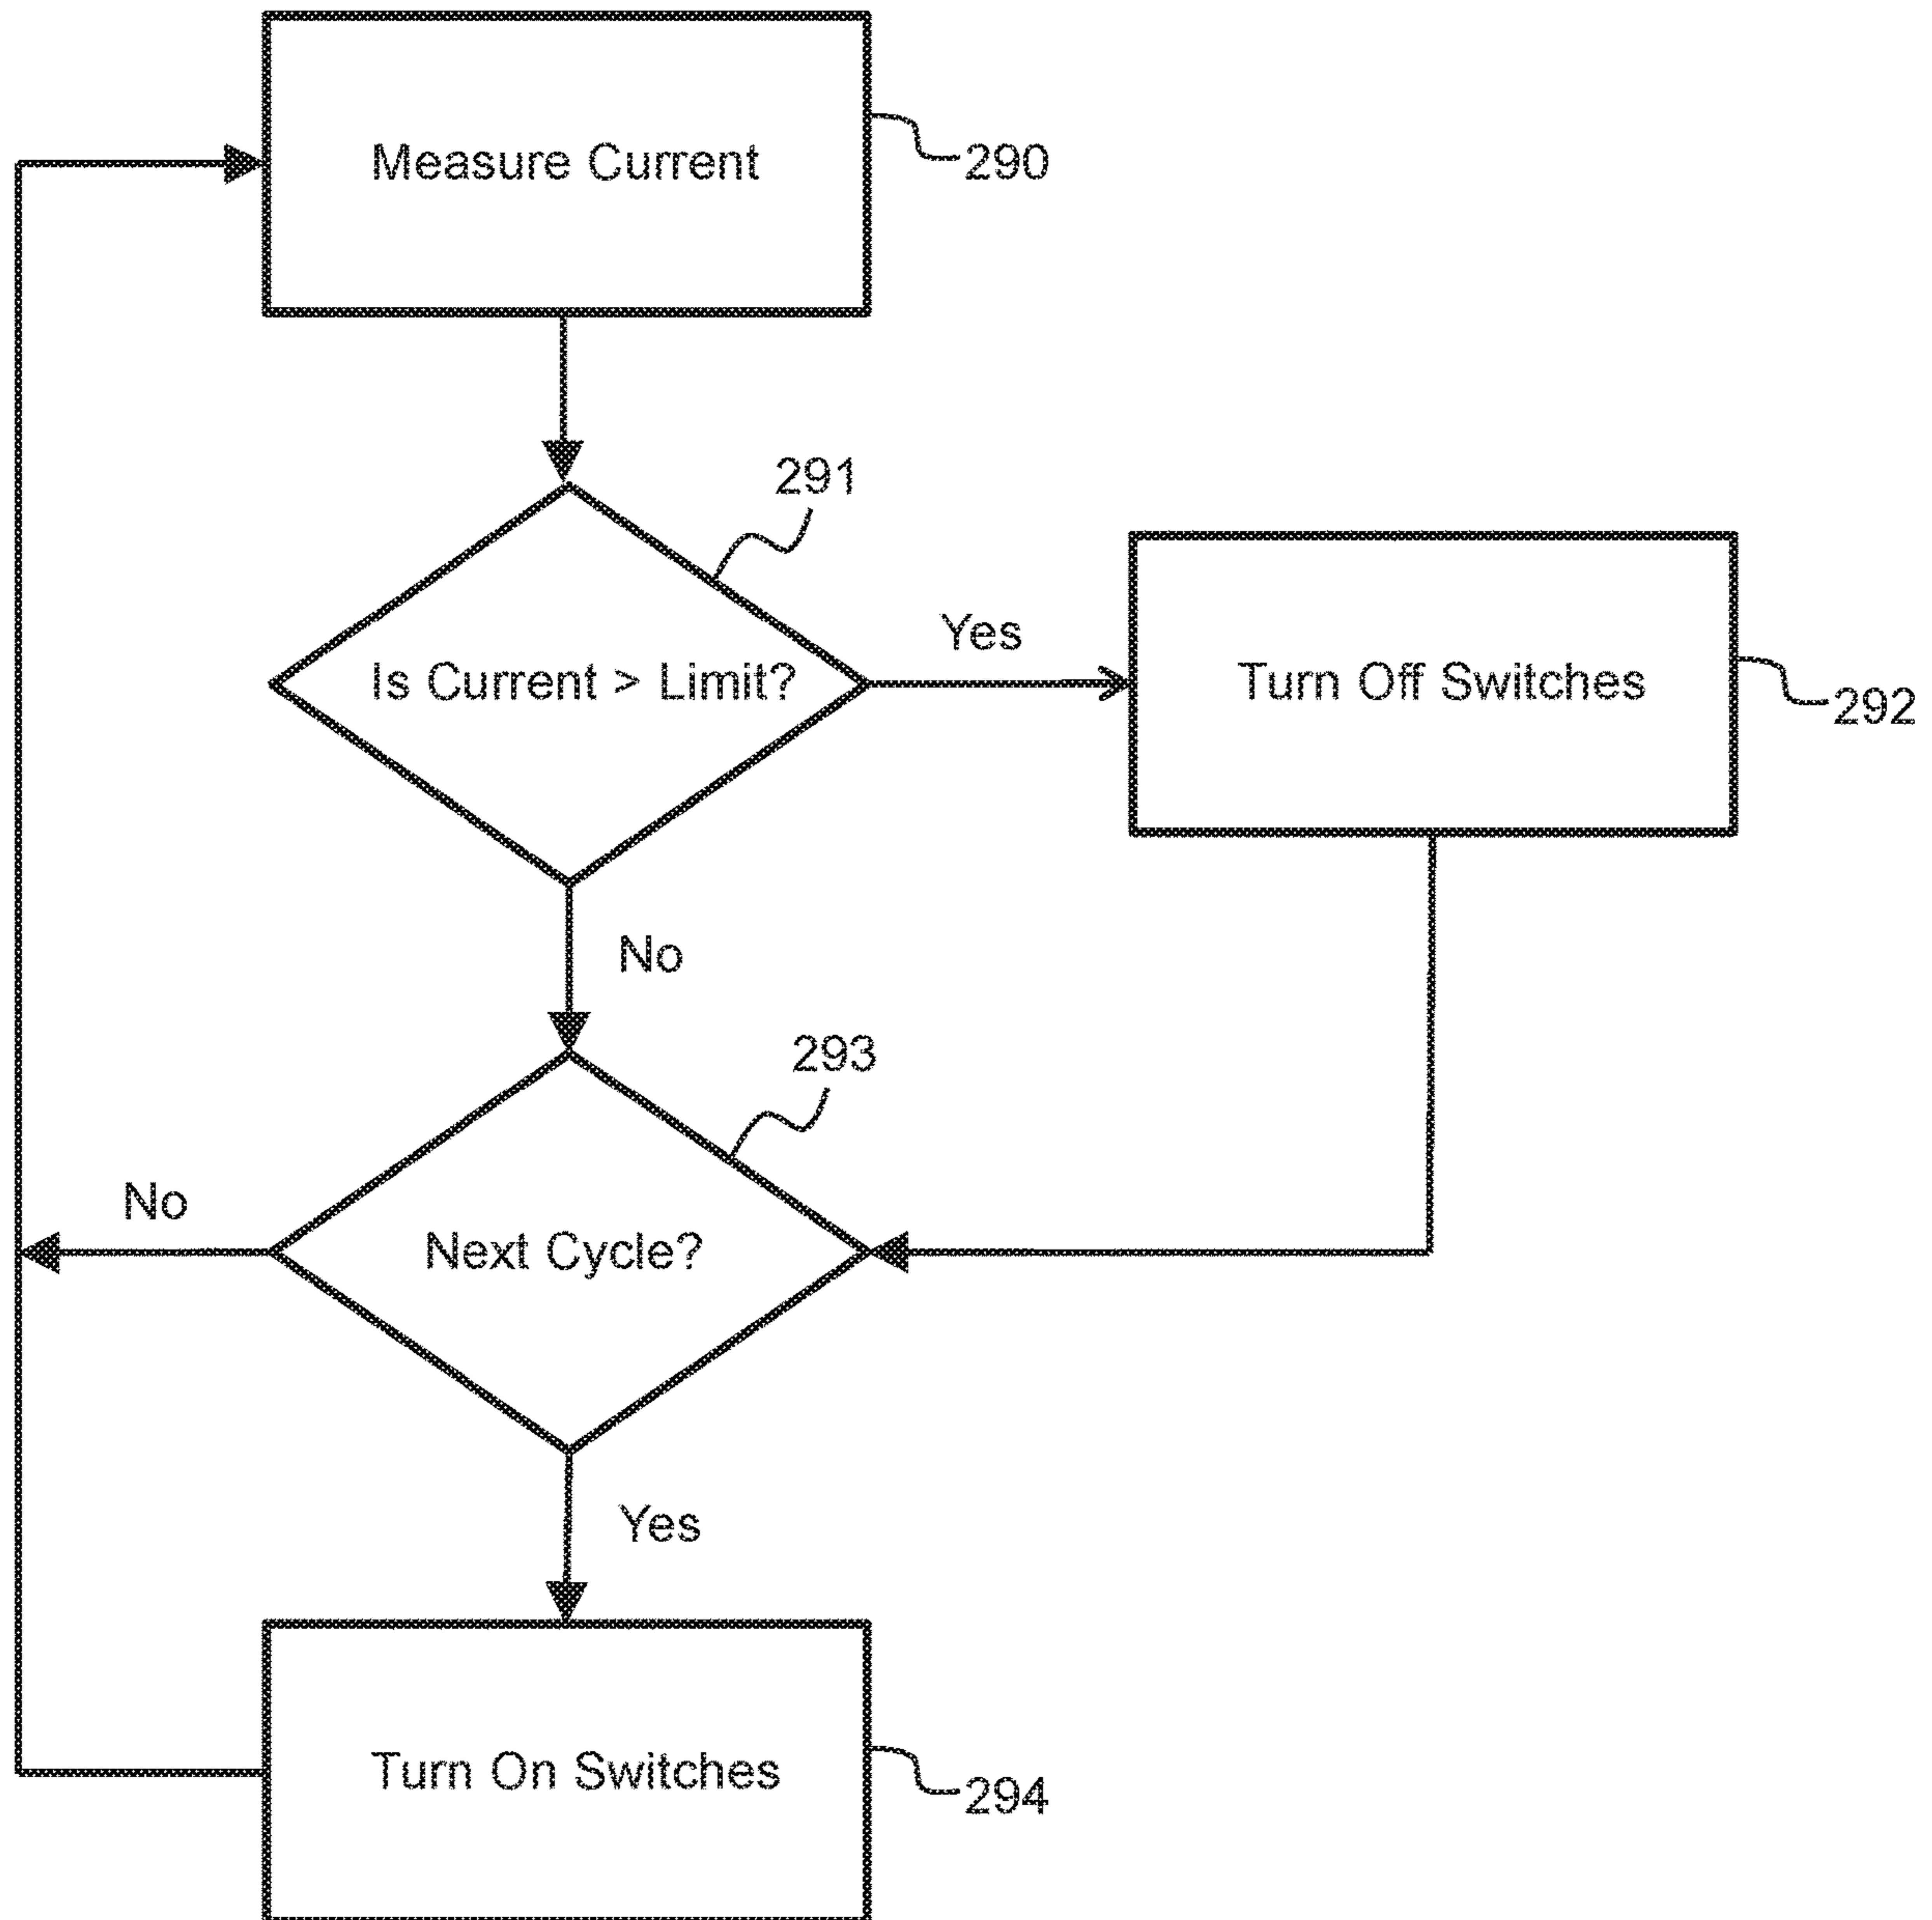 Measure Current
290
291
Is Current > Limit?
Yes
Turn Off Switches
292
No
293
No
Next Cycle?
Yes
Turn On Switches
294